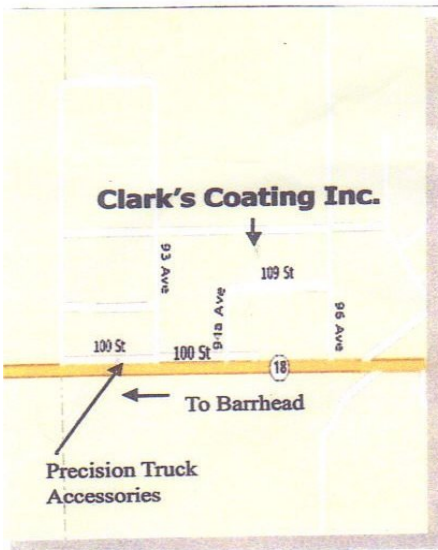 Clark's Coating Inc.
93 Ave
109 St
94a Ave
96 Ave
100 St
100 St
18
To Barrhead
Precision Truck
Accessories